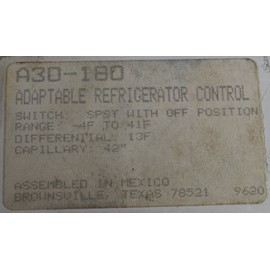 A30-180
ADAPTABLE REFRIGERATOR CONTROL
SWITCH: SPST WITH OFF POSITION
RANGE: -4F TO 41F
DIFFERENTIAL: 13F
CAPILLARY: 42"
ASSEMBLED IN MEXICO
BROWNSVILLE, TEXAS 78521 9620